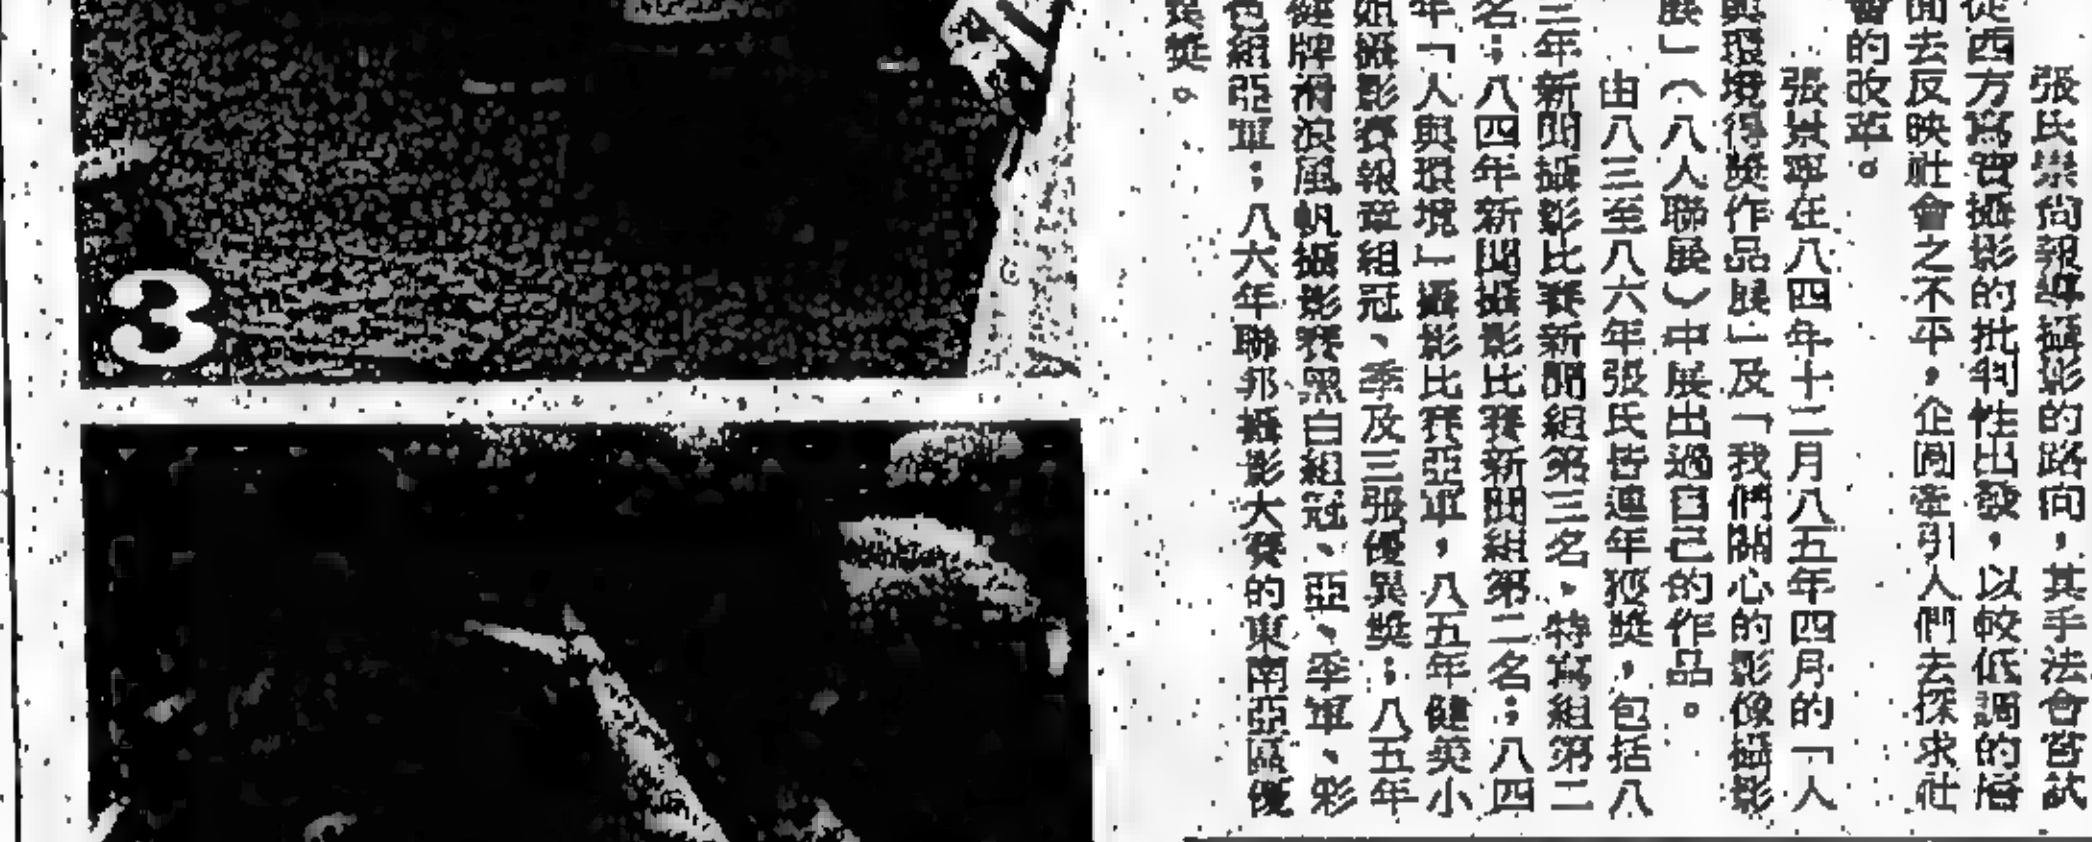 張氏崇尚報導攝影的路向，其手法會嘗試
從西方寫實攝影的批判性出發，以較低調的層
面去反映社會之不平，企圖牽引人們去探求社
會的改革。
張景寧在八四年十二月八五年四月的「人
與環境得獎作品展」及「我們關心的影像攝影
展」（八人聯展）中展出過自己的作品。
由八三至八六年張氏皆連年獲獎，包括八
三年新聞攝影比賽新聞組第三名，特寫組第二
名；八四年新聞攝影比賽新聞組第二名；八四
年「人與環境」攝影比賽亞軍，八五年健美小
姐攝影賽報章組冠、季及三張優異獎；八五年
健牌滑浪風帆攝影賽黑白組冠、亞、季軍、彩
色組亞軍；八六年聯邦攝影大賽的東南亞區優
異獎。
3